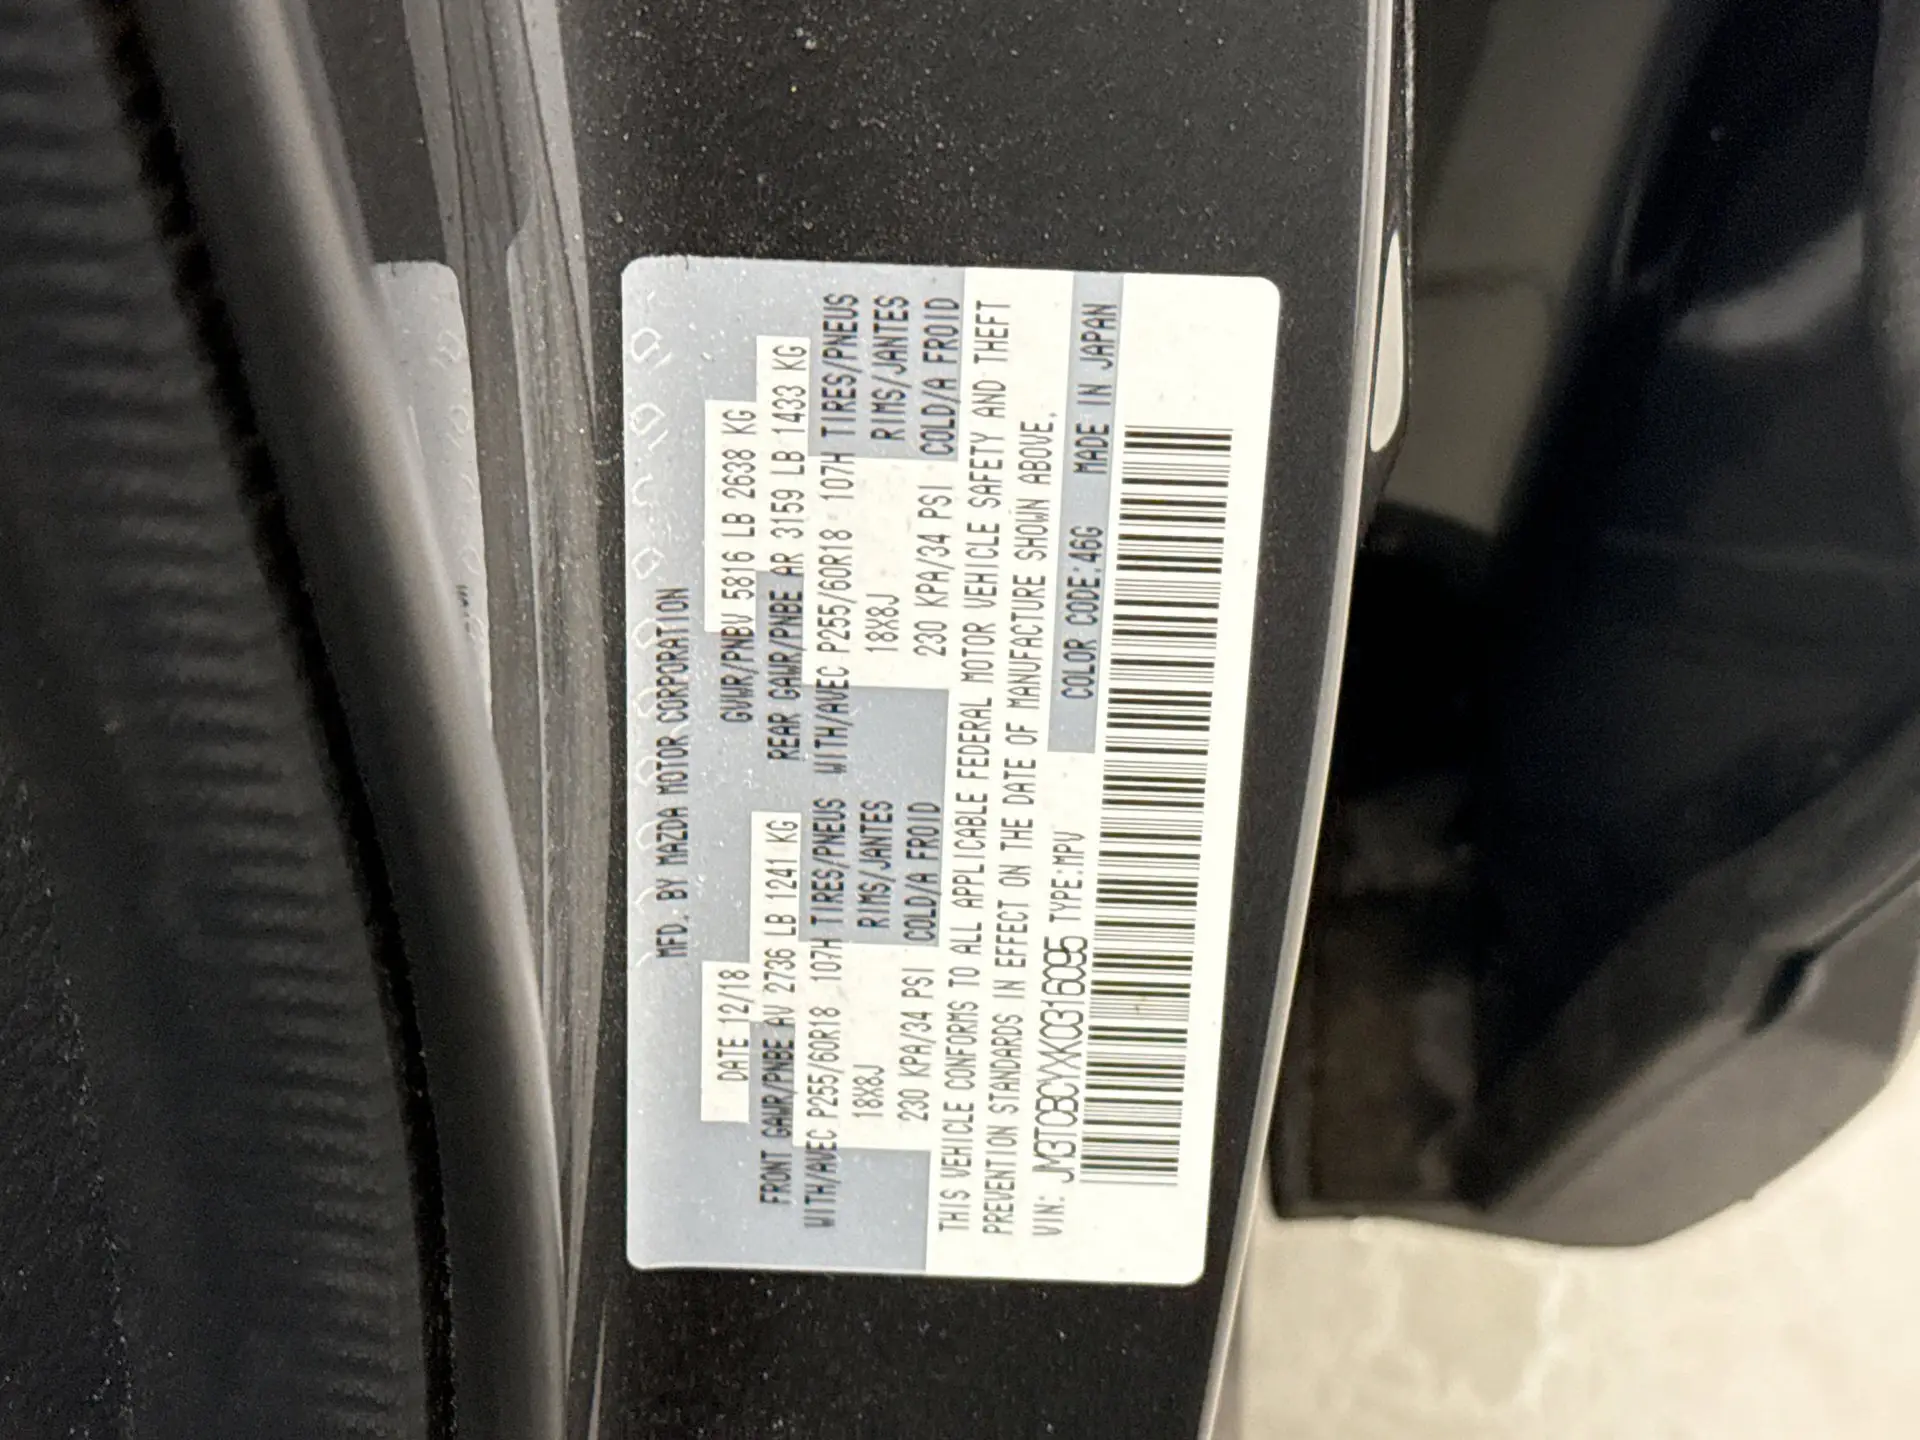 MFD. BY MAZDA MOTOR CORPORATION
DATE 12/18 GVWR/PNBV 5816 LB 2638 KG
FRONT GAWR/PNBE AV 2736 LB 1241 KG REAR GAWR/PNBE AR 3159 LB 1433 KG
WITH/AVEC P255/60R18 107H TIRES/PNEUS WITH/AVEC P255/60R18 107H TIRES/PNEUS
18X8J RIMS/JANTES 18X8J RIMS/JANTES
230 KPA/34 PSI COLD/A FROID 230 KPA/34 PSI COLD/A FROID
THIS VEHICLE CONFORMS TO ALL APPLICABLE FEDERAL MOTOR VEHICLE SAFETY AND THEFT
PREVENTION STANDARDS IN EFFECT ON THE DATE OF MANUFACTURE SHOWN ABOVE.
VIN: JM3TCBCYXK0316095 TYPE:MPV COLOR CODE:46G MADE IN JAPAN